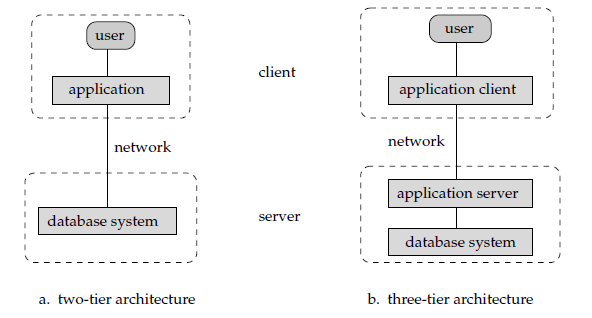 user
application
network
database system
a. two-tier architecture
client
server
user
application client
network
application server
database system
b. three-tier architecture